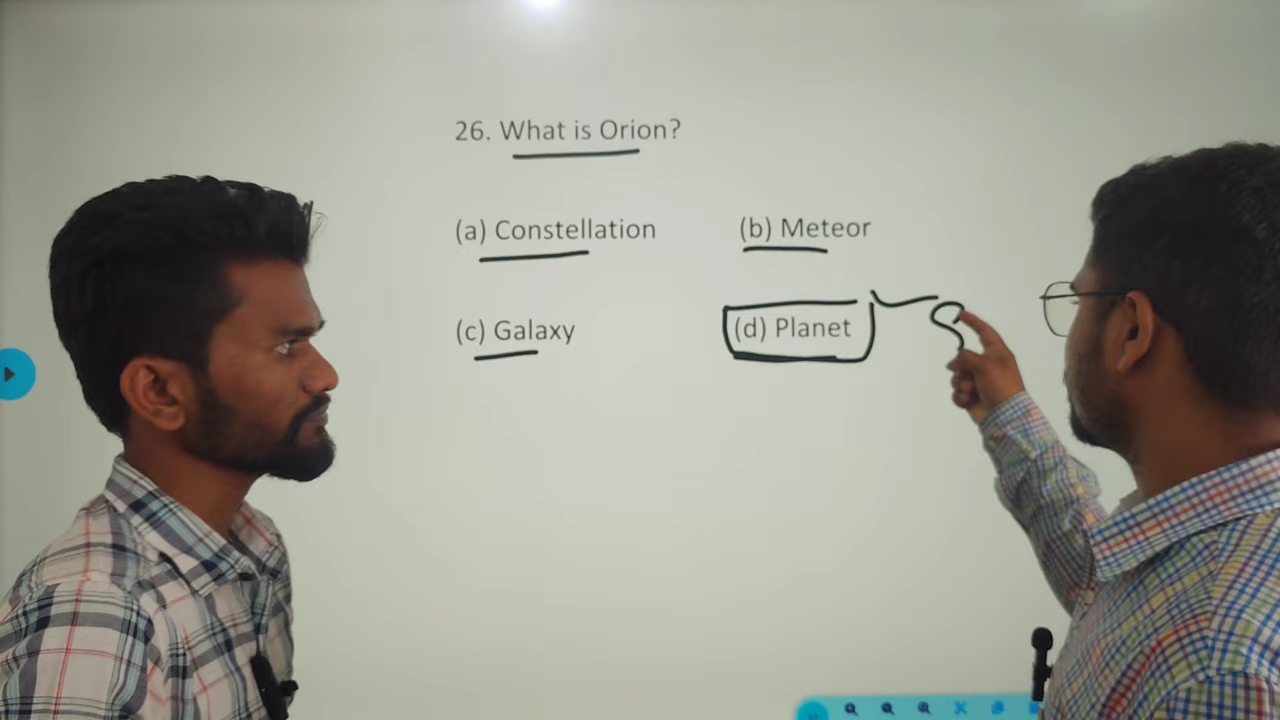 26. What is Orion?
(a) Constellation (b) Meteor
(c) Galaxy (d) Planet